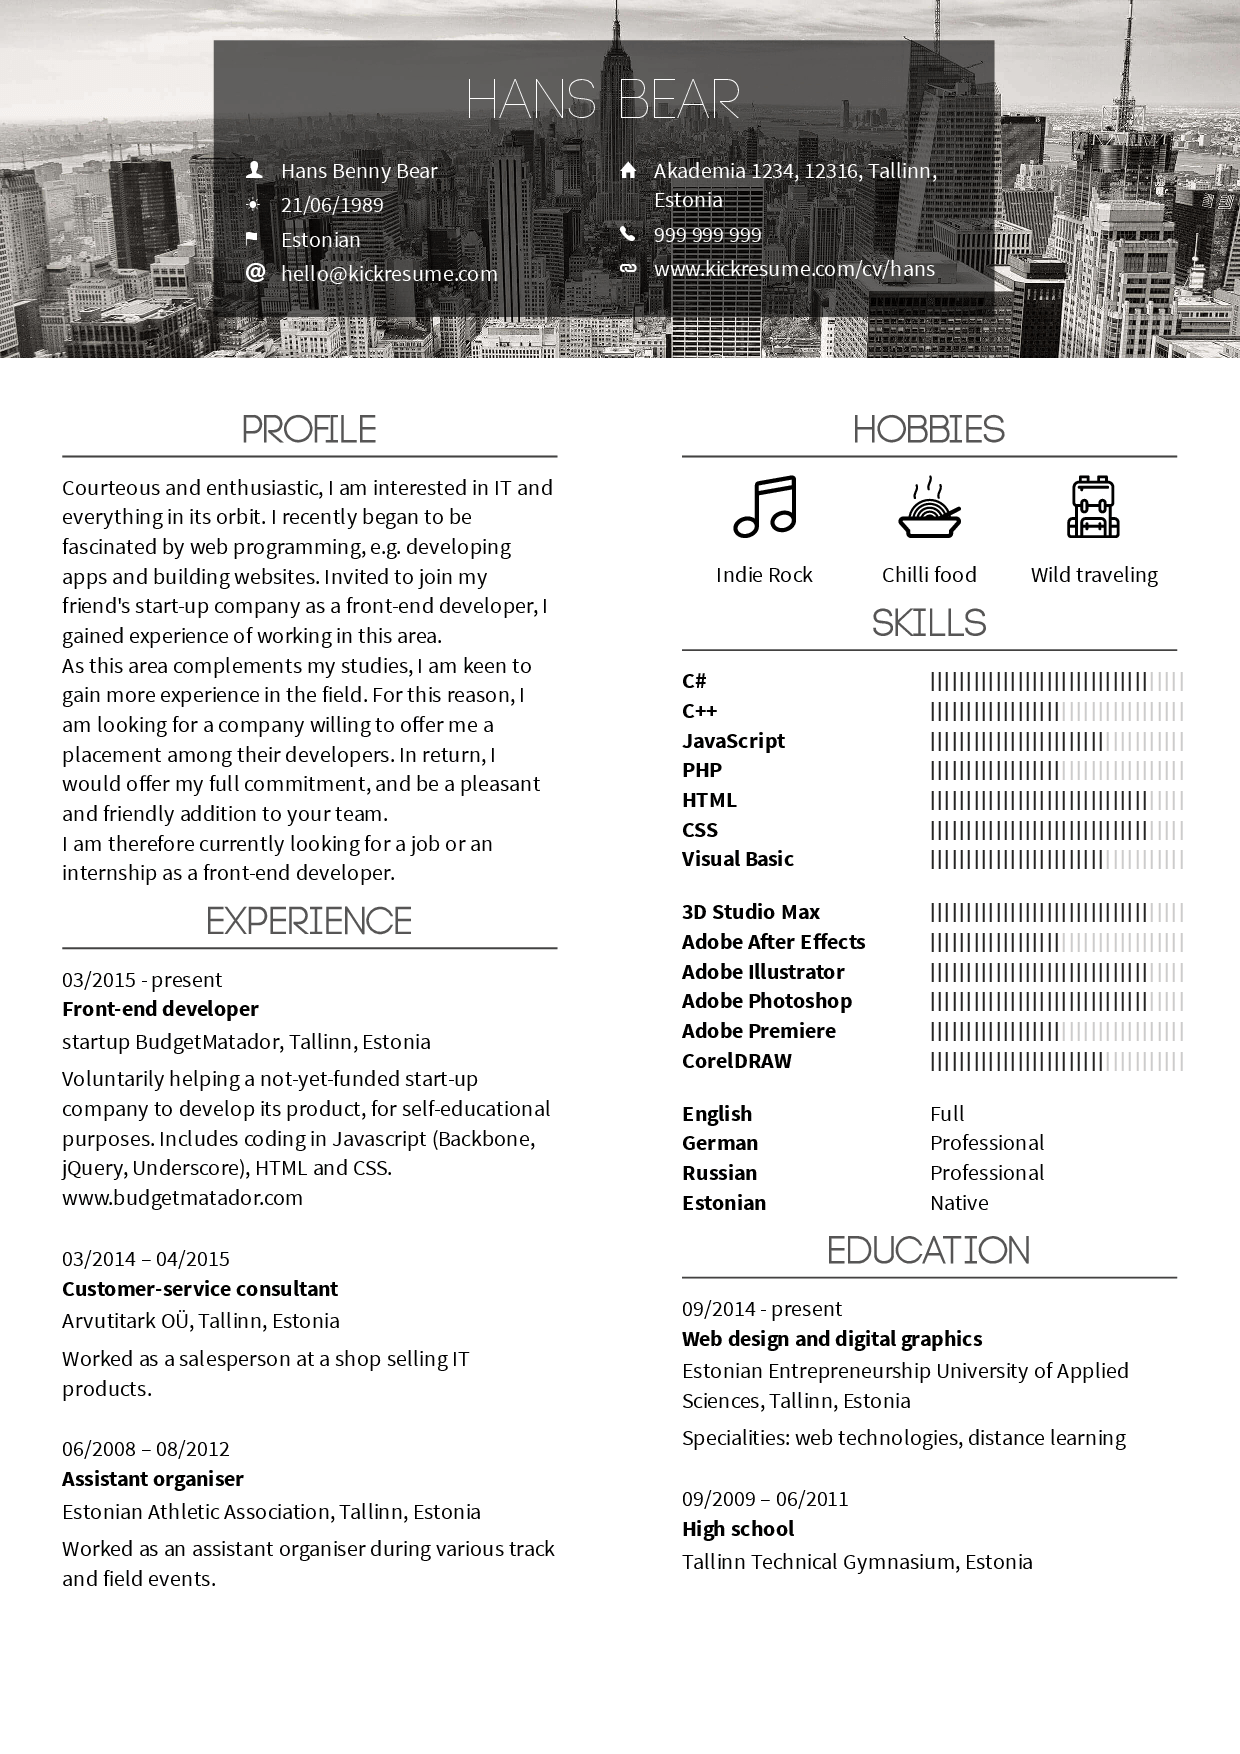 HANS BEAR
Hans Benny Bear
21/06/1989
Estonian
hello@kickresume.com
Akademia 1234, 12316, Tallinn,
Estonia
999 999 999
www.kickresume.com/cv/hans
PROFILE
Courteous and enthusiastic, I am interested in IT and
everything in its orbit. I recently began to be
fascinated by web programming, e.g. developing
apps and building websites. Invited to join my
friend's start-up company as a front-end developer, I
gained experience of working in this area.
As this area complements my studies, I am keen to
gain more experience in the field. For this reason, I
am looking for a company willing to offer me a
placement among their developers. In return, I
would offer my full commitment, and be a pleasant
and friendly addition to your team.
I am therefore currently looking for a job or an
internship as a front-end developer.
EXPERIENCE
03/2015 - present
Front-end developer
startup BudgetMatador, Tallinn, Estonia
Voluntarily helping a not-yet-funded start-up
company to develop its product, for self-educational
purposes. Includes coding in Javascript (Backbone,
jQuery, Underscore), HTML and CSS.
www.budgetmatador.com
03/2014 – 04/2015
Customer-service consultant
Arvutitark OÜ, Tallinn, Estonia
Worked as a salesperson at a shop selling IT
products.
06/2008 – 08/2012
Assistant organiser
Estonian Athletic Association, Tallinn, Estonia
Worked as an assistant organiser during various track
and field events.
HOBBIES
Indie Rock
Chilli food
Wild traveling
SKILLS
C#
C++
JavaScript
PHP
HTML
CSS
Visual Basic
3D Studio Max
Adobe After Effects
Adobe Illustrator
Adobe Photoshop
Adobe Premiere
CorelDRAW
English Full
German Professional
Russian Professional
Estonian Native
EDUCATION
09/2014 - present
Web design and digital graphics
Estonian Entrepreneurship University of Applied
Sciences, Tallinn, Estonia
Specialities: web technologies, distance learning
09/2009 – 06/2011
High school
Tallinn Technical Gymnasium, Estonia